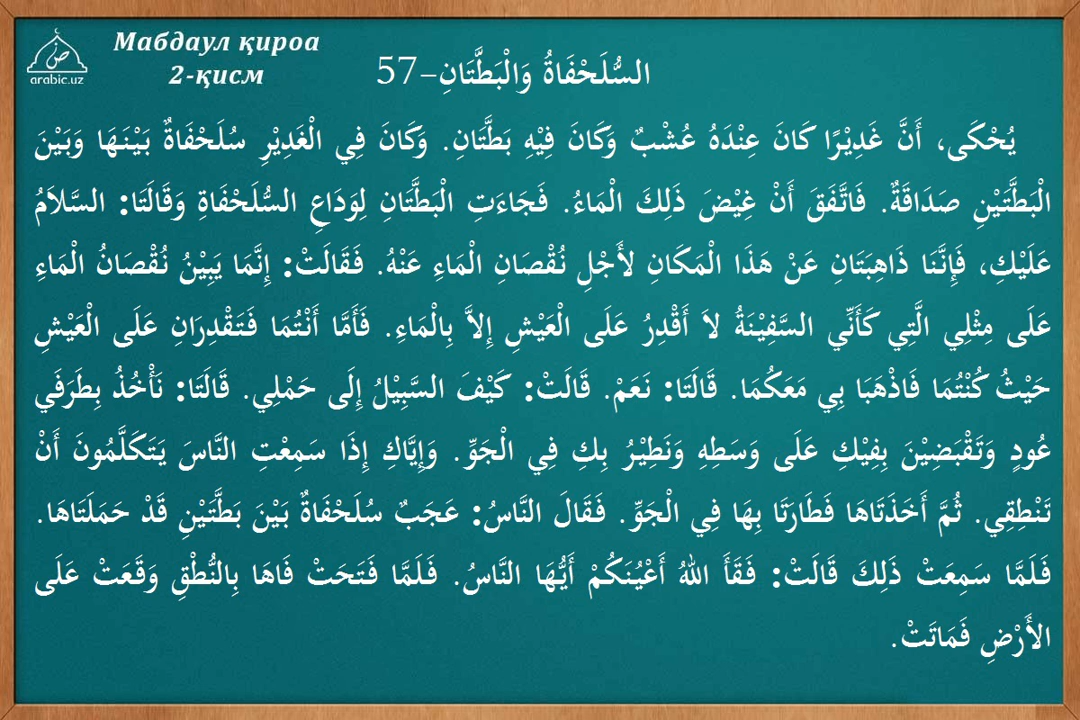 Мабдаул қироа
2-қисм
arabic.uz
57–السُّلَحْفَاةُ وَالْبَطَّتَانِ
يُحْكَى، أَنَّ غَدِيْرًا كَانَ عِنْدَهُ عُشْبٌ وَكَانَ فِيْهِ بَطَّتَانِ. وَكَانَ فِي الْغَدِيْرِ سُلَحْفَاةٌ بَيْنَهَا وَبَيْنَ
الْبَطَّتَيْنِ صَدَاقَةٌ. فَاتَّفَقَ أَنْ غِيْضَ ذَلِكَ الْمَاءُ. فَجَاءَتِ الْبَطَّتَانِ لِوَدَاعِ السُّلَحْفَاةِ وَقَالَتَا: السَّلاَمُ
عَلَيْكِ، فَإِنَّنَا ذَاهِبَتَانِ عَنْ هَذَا الْمَكَانِ لأَجْلِ نُقْصَانِ الْمَاءِ عَنْهُ. فَقَالَتْ: إِنَّمَا يَبِيْنُ نُقْصَانُ الْمَاءِ
عَلَى مِثْلِي الَّتِي كَأَنِّي السَّفِيْنَةُ لاَ أَقْدِرُ عَلَى الْعَيْشِ إِلاَّ بِالْمَاءِ. فَأَمَّا أَنْتُمَا فَتَقْدِرَانِ عَلَى الْعَيْشِ
حَيْثُ كُنْتُمَا فَاذْهَبَا بِي مَعَكُمَا. قَالَتَا: نَعَمْ. قَالَتْ: كَيْفَ السَّبِيْلُ إِلَى حَمْلِي. قَالَتَا: نَأْخُذُ بِطَرَفَي
عُودٍ وَتَقْبَضِيْنَ بِفِيْكِ عَلَى وَسَطِهِ وَنَطِيْرُ بِكِ فِي الْجَوِّ. وَإِيَّاكِ إِذَا سَمِعْتِ النَّاسَ يَتَكَلَّمُونَ أَنْ
تَنْطِقِي. ثُمَّ أَخَذَتَاهَا فَطَارَتَا بِهَا فِي الْجَوِّ. فَقَالَ النَّاسُ: عَجَبٌ سُلَحْفَاةٌ بَيْنَ بَطَّتَيْنِ قَدْ حَمَلَتَاهَا.
فَلَمَّا سَمِعَتْ ذَلِكَ قَالَتْ: فَقَأَ اللهُ أَعْيُنَكُمْ أَيُّهَا النَّاسُ. فَلَمَّا فَتَحَتْ فَاهَا بِالنُّطْقِ وَقَعَتْ عَلَى
الأَرْضِ فَمَاتَتْ.